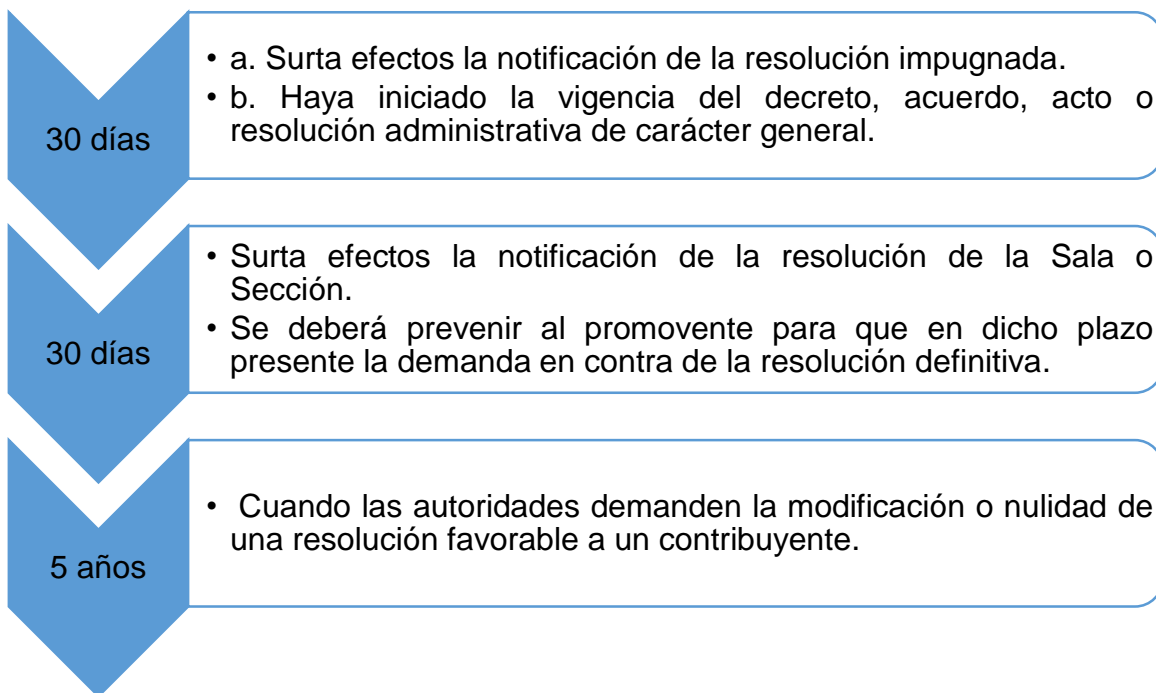 30 días
• a. Surta efectos la notificación de la resolución impugnada.
• b. Haya iniciado la vigencia del decreto, acuerdo, acto o
resolución administrativa de carácter general.
30 días
• Surta efectos la notificación de la resolución de la Sala o
Sección.
• Se deberá prevenir al promovente para que en dicho plazo
presente la demanda en contra de la resolución definitiva.
5 años
• Cuando las autoridades demanden la modificación o nulidad de
una resolución favorable a un contribuyente.